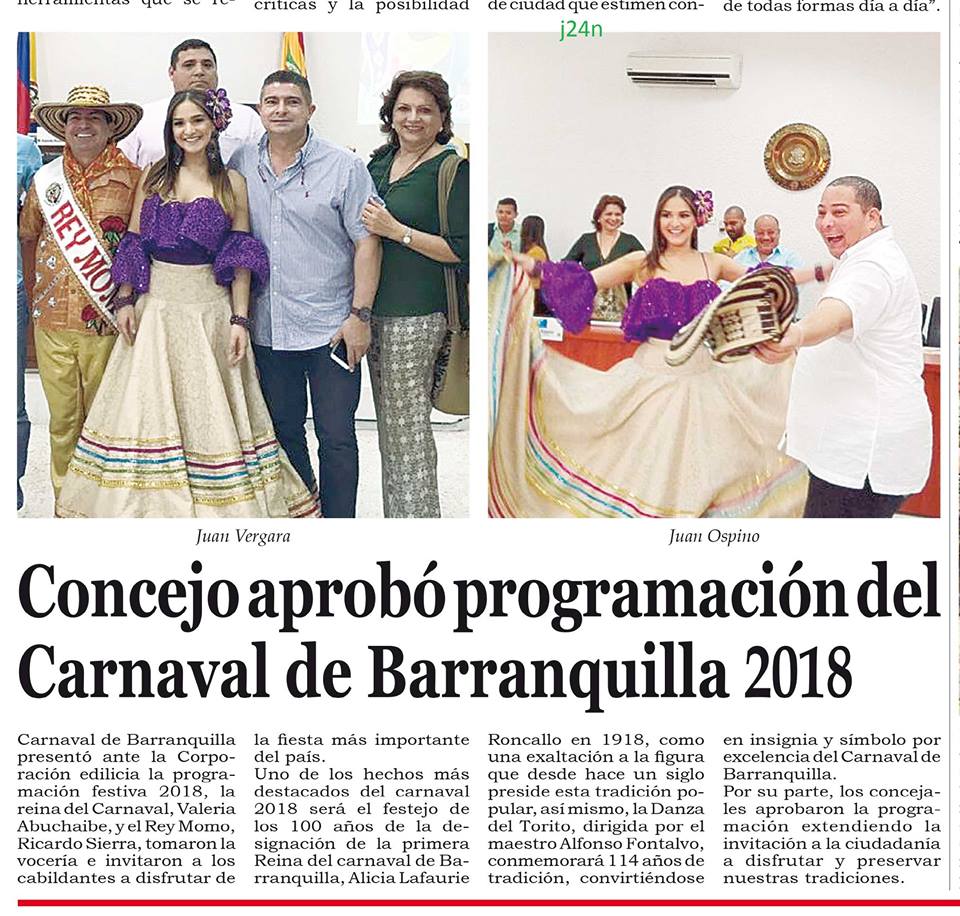 herramientas que se re-
críticas y la posibilidad
de ciudad que estimen con-
de todas formas día a día”.
j24n
REY MO
Juan Vergara
Juan Ospino
Concejo aprobó programación del
Carnaval de Barranquilla 2018
Carnaval de Barranquilla
presentó ante la Corpo-
ración edilicia la progra-
mación festiva 2018, la
reina del Carnaval, Valeria
Abuchaibe, y el Rey Momo,
Ricardo Sierra, tomaron la
vocería e invitaron a los
cabildantes a disfrutar de
la fiesta más importante
del país.
Uno de los hechos más
destacados del carnaval
2018 será el festejo de
los 100 años de la de-
signación de la primera
Reina del carnaval de Ba-
rranquilla, Alicia Lafaurie
Roncallo en 1918, como
una exaltación a la figura
que desde hace un siglo
preside esta tradición po-
pular, así mismo, la Danza
del Torito, dirigida por el
maestro Alfonso Fontalvo,
conmemorará 114 años de
tradición, convirtiéndose
en insignia y símbolo por
excelencia del Carnaval de
Barranquilla.
Por su parte, los conceja-
les aprobaron la progra-
mación extendiendo la
invitación a la ciudadanía
a disfrutar y preservar
nuestras tradiciones.